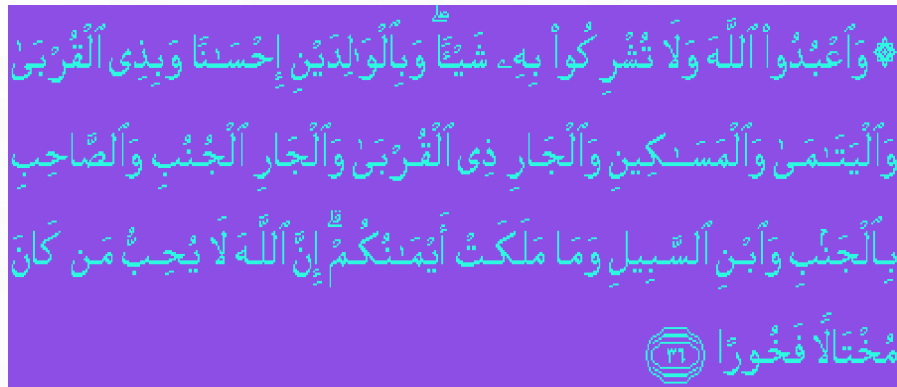 ۞ وَٱعْبُدُوا۟ ٱللَّهَ وَلَا تُشْرِكُوا۟ بِهِۦ شَيْـًٔا ۖ وَبِٱلْوَٰلِدَيْنِ إِحْسَـٰنًا وَبِذِى ٱلْقُرْبَىٰ
وَٱلْيَتَـٰمَىٰ وَٱلْمَسَـٰكِينِ وَٱلْجَارِ ذِى ٱلْقُرْبَىٰ وَٱلْجَارِ ٱلْجُنُبِ وَٱلصَّاحِبِ
بِٱلْجَنۢبِ وَٱبْنِ ٱلسَّبِيلِ وَمَا مَلَكَتْ أَيْمَـٰنُكُمْ ۗ إِنَّ ٱللَّهَ لَا يُحِبُّ مَن كَانَ
مُخْتَالًا فَخُورًا ٣٦